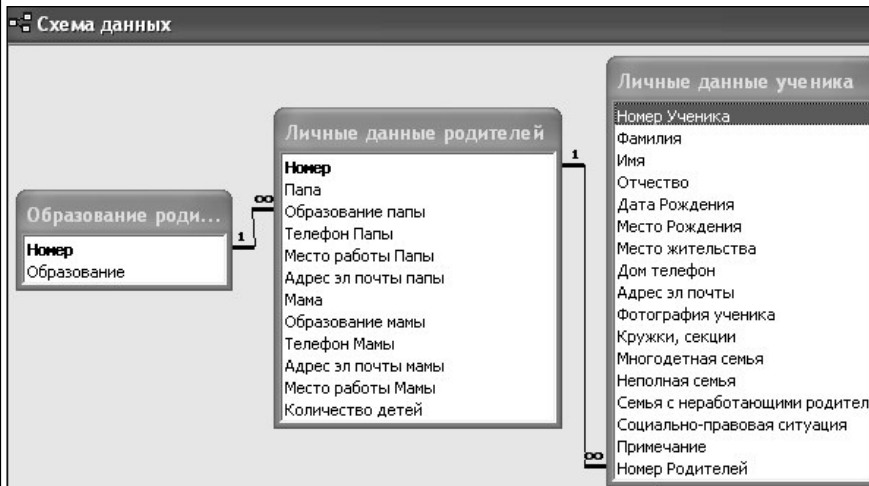 Схема данных
Образование роди...
Номер
Образование
1
∞
Личные данные родителей
Номер
Папа
Образование папы
Телефон Папы
Место работы Папы
Адрес эл почты папы
Мама
Образование мамы
Телефон Мамы
Адрес эл почты мамы
Место работы Мамы
Количество детей
1
∞
Личные данные ученика
Номер Ученика
Фамилия
Имя
Отчество
Дата Рождения
Место Рождения
Место жительства
Дом телефон
Адрес эл почты
Фотография ученика
Кружки, секции
Многодетная семья
Неполная семья
Семья с неработающими родител
Социально-правовая ситуация
Примечание
Номер Родителей